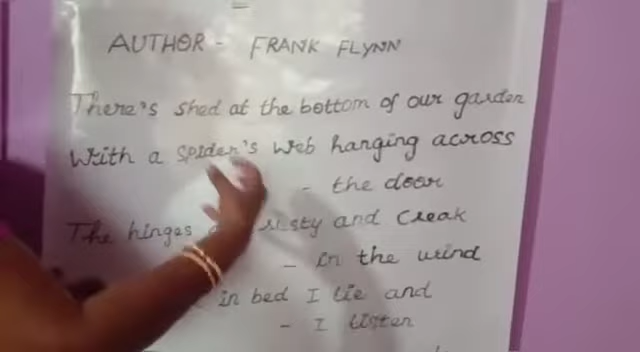 AUTHOR - FRANK FLYNN
There's shed at the bottom of our garden
With a spider's web hanging across
- the door
The hinges rusty and creak
- in the wind
in bed I lie and
- I listen